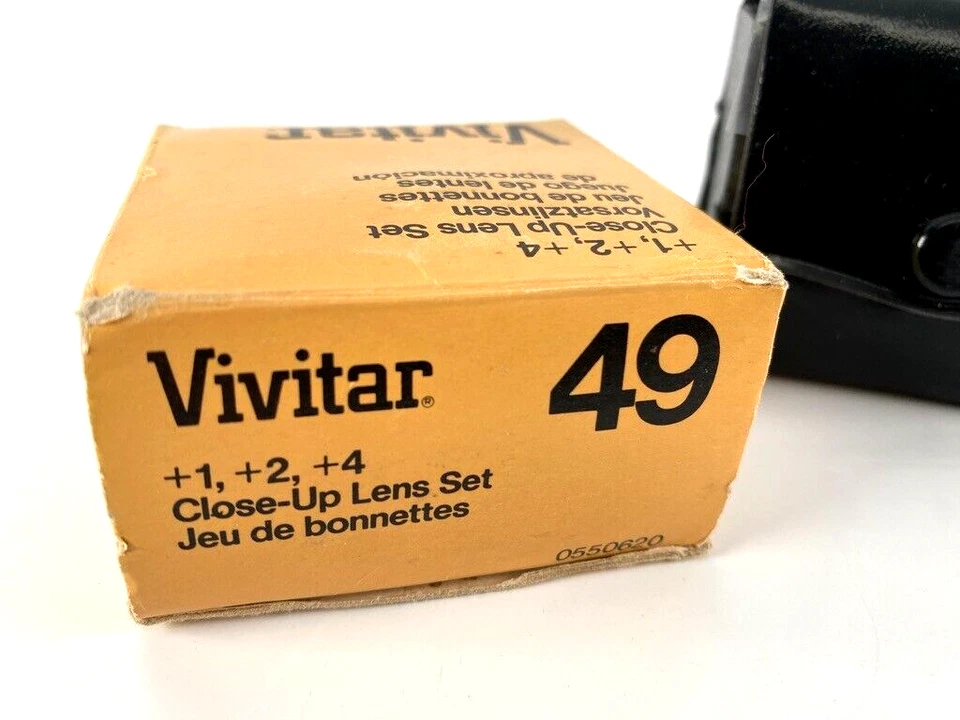 Vivitar
+1, +2, +4
Close-Up Lens Set
Vorsatzlinsen
Jeu de bonnettes
Juego de lentes
de aproximación
Vivitar® 49
+1, +2, +4
Close-Up Lens Set
Jeu de bonnettes
0550620